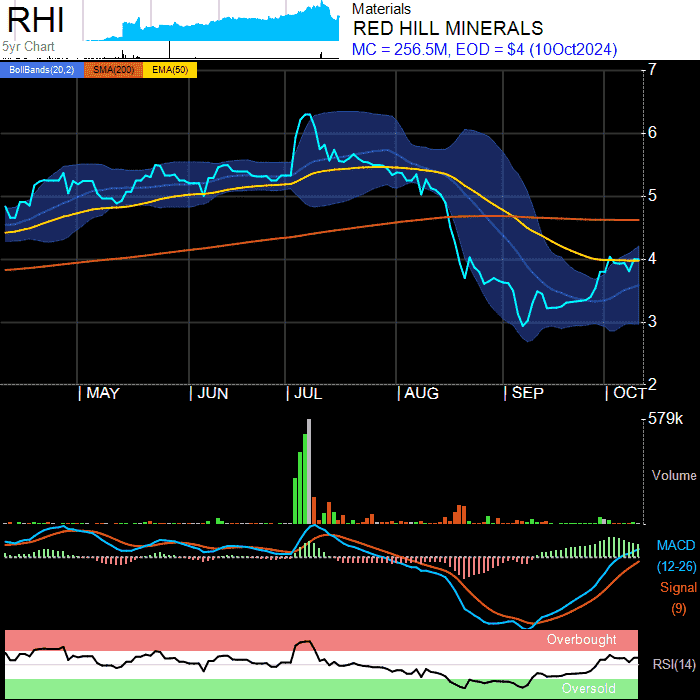 RHI
5yr Chart
Materials
RED HILL MINERALS
MC = 256.5M, EOD = $4 (10Oct2024)
BollBands(20,2) SMA(200) EMA(50)
7
6
5
4
3
2
| MAY | JUN | JUL | AUG | SEP | OCT
579k
Volume
MACD
(12-26)
Signal
(9)
Overbought
RSI(14)
Oversold